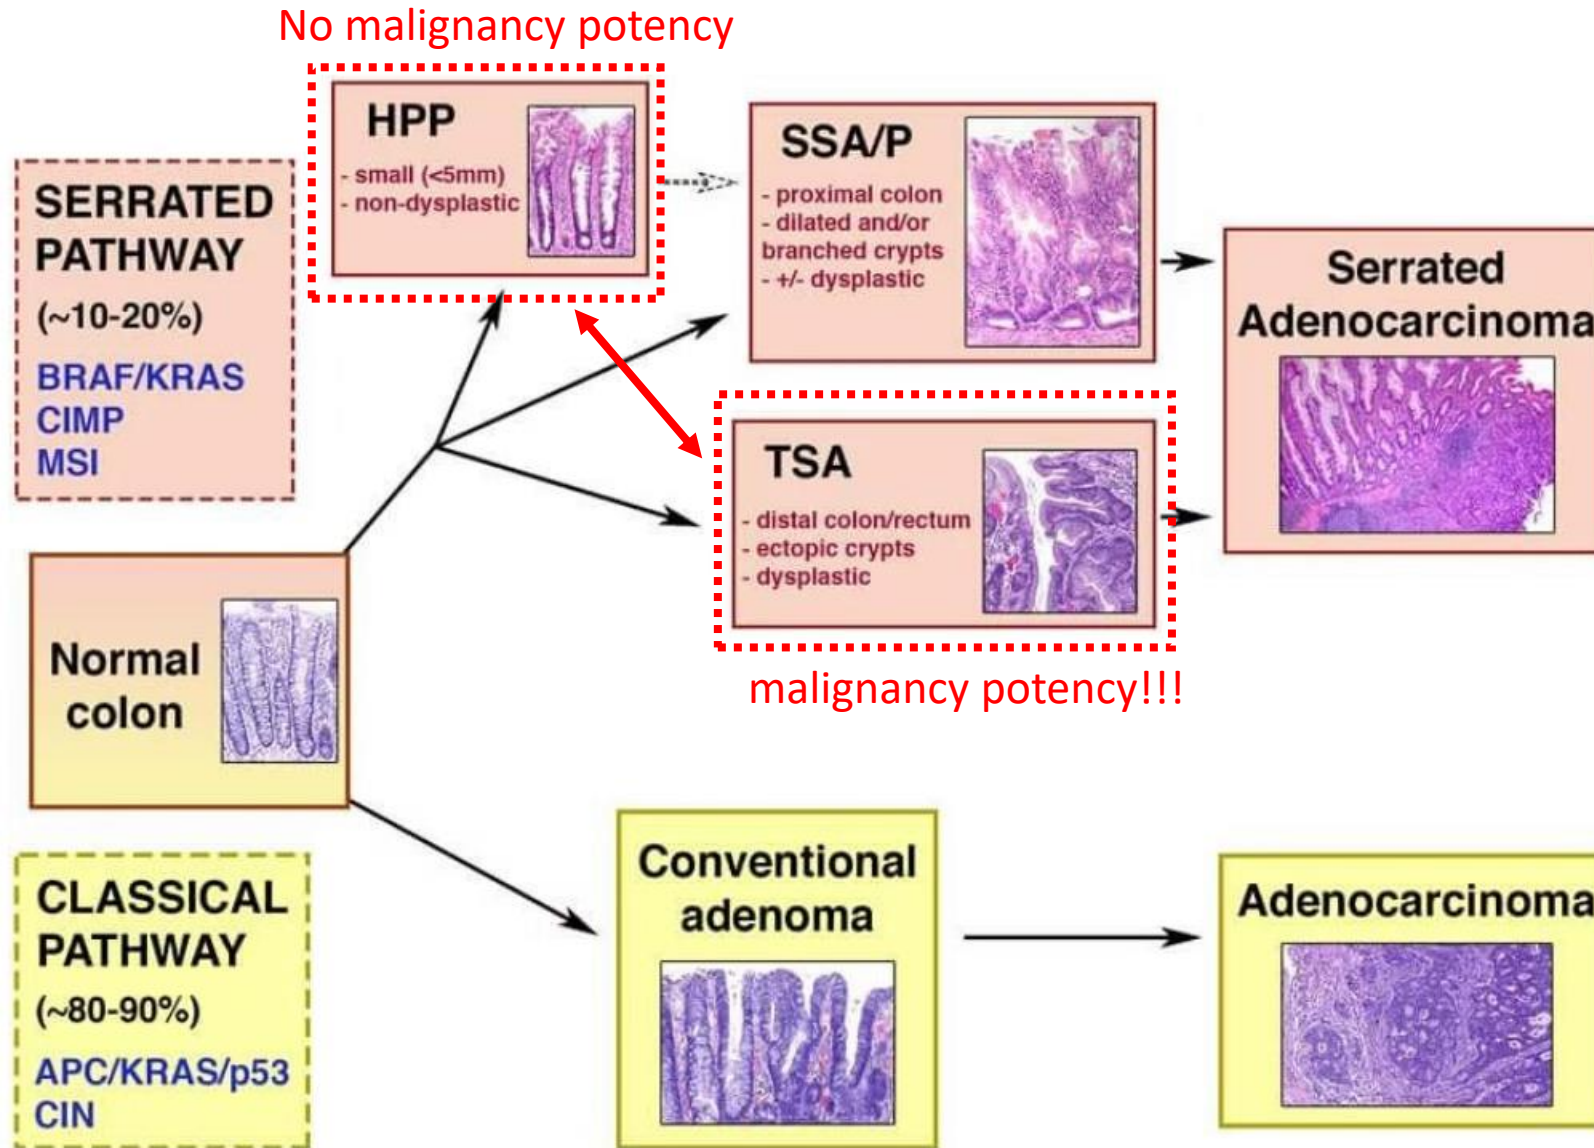 No malignancy potency
HPP
- small (<5mm)
- non-dysplastic
SSA/P
- proximal colon
- dilated and/or
branched crypts
- +/- dysplastic
SERRATED
PATHWAY
(~10-20%)
BRAF/KRAS
CIMP
MSI
Serrated
Adenocarcinoma
TSA
- distal colon/rectum
- ectopic crypts
- dysplastic
malignancy potency!!!
Normal
colon
Conventional
adenoma
CLASSICAL
PATHWAY
(~80-90%)
APC/KRAS/p53
CIN
Adenocarcinoma